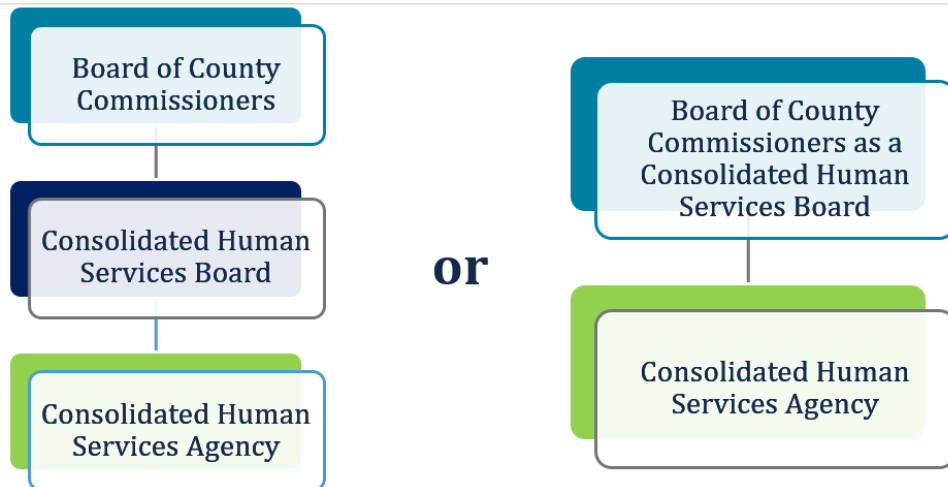 Board of County
Commissioners
Consolidated Human
Services Board
Consolidated Human
Services Agency
or
Board of County
Commissioners as a
Consolidated Human
Services Board
Consolidated Human
Services Agency